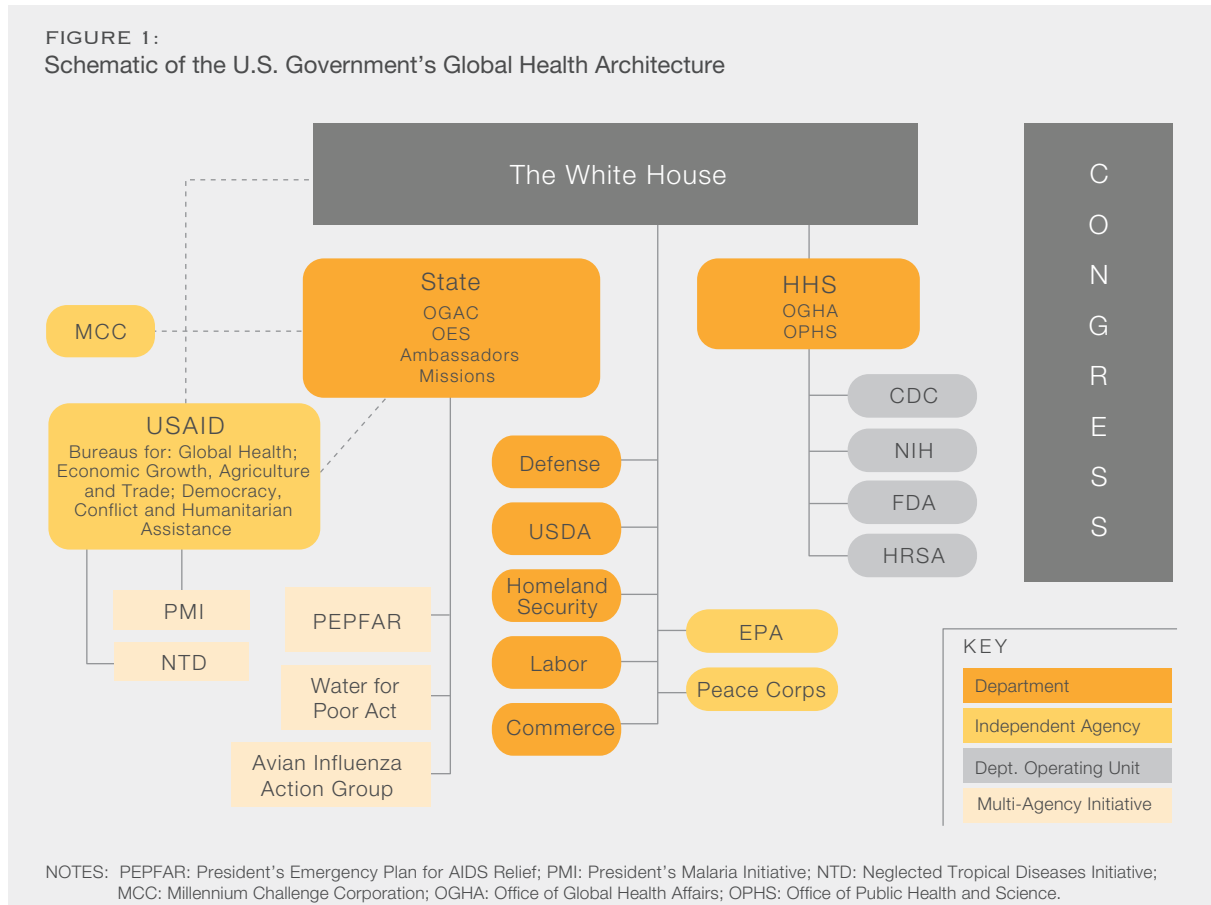 FIGURE 1:
Schematic of the U.S. Government's Global Health Architecture
The White House
CONGRESS
State
OGAC
OES
Ambassadors
Missions
HHS
OGHA
OPHS
MCC
CDC
NIH
FDA
HRSA
USAID
Bureaus for: Global Health;
Economic Growth, Agriculture
and Trade; Democracy,
Conflict and Humanitarian
Assistance
PMI
NTD
PEPFAR
Water for
Poor Act
Avian Influenza
Action Group
Defense
USDA
Homeland
Security
Labor
Commerce
EPA
Peace Corps
KEY
Department
Independent Agency
Dept. Operating Unit
Multi-Agency Initiative
NOTES: PEPFAR: President's Emergency Plan for AIDS Relief; PMI: President's Malaria Initiative; NTD: Neglected Tropical Diseases Initiative;
MCC: Millennium Challenge Corporation; OGHA: Office of Global Health Affairs; OPHS: Office of Public Health and Science.